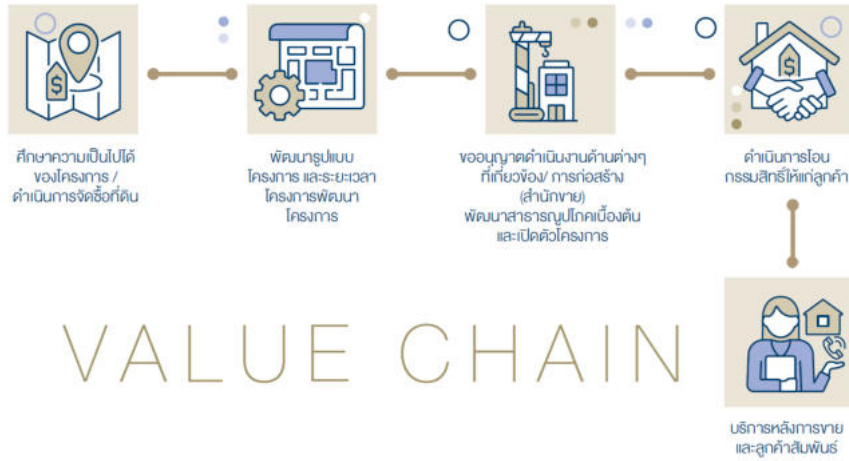 ศึกษาความเป็นไปได้
ของโครงการ /
ดำเนินการจัดซื้อที่ดิน
พัฒนารูปแบบ
โครงการ และระยะเวลา
โครงการพัฒนา
โครงการ
ขออนุญาตดำเนินงานด้านต่างๆ
ที่เกี่ยวข้อง/ การก่อสร้าง
(สำนักขาย)
พัฒนาสาธารณูปโภคเบื้องต้น
และเปิดตัวโครงการ
ดำเนินการโอน
กรรมสิทธิ์ให้แก่ลูกค้า
VALUE CHAIN
บริการหลังการขาย
และลูกค้าสัมพันธ์